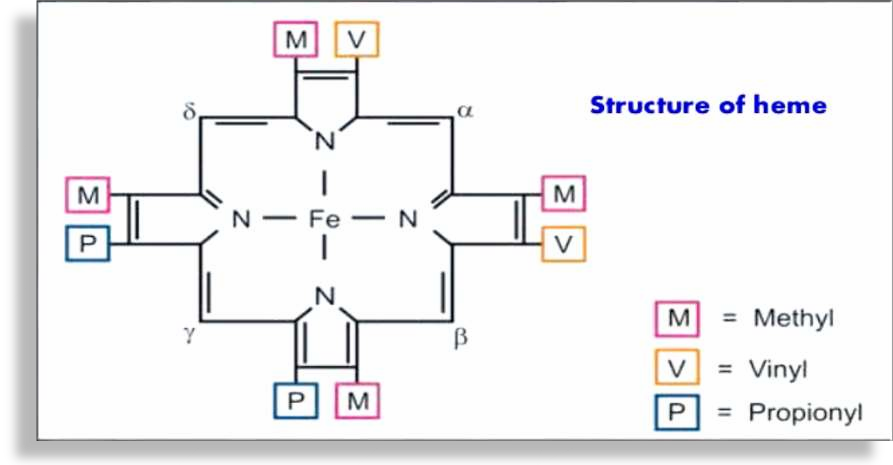 M V
δ α
Structure of heme
N
M M
N Fe N
P V
N
M = Methyl
γ β
V = Vinyl
P M
P = Propionyl